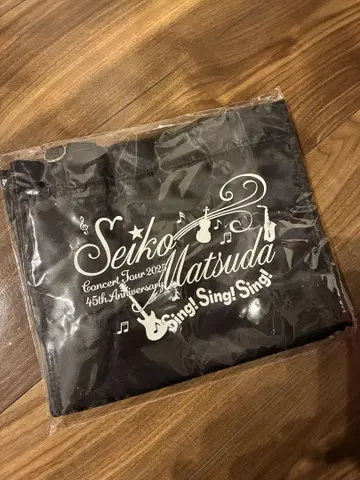 Seiko
Matsuda
Concert Tour 2025
45th Anniversary
Sing! Sing! Sing!